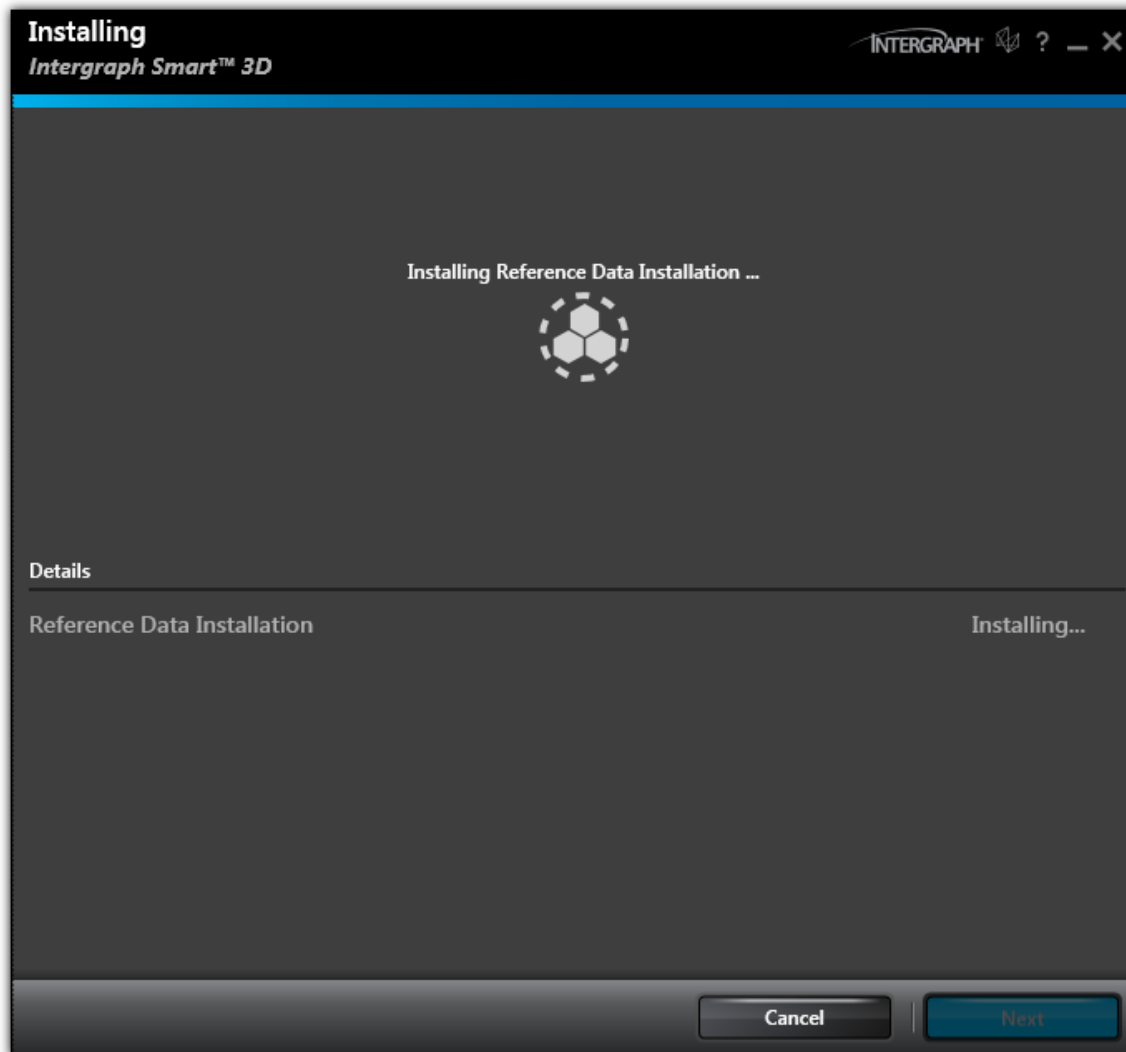 Installing
Intergraph Smart™ 3D
INTERGRAPH ?
Installing Reference Data Installation ...
Details
Reference Data Installation Installing...
Cancel Next